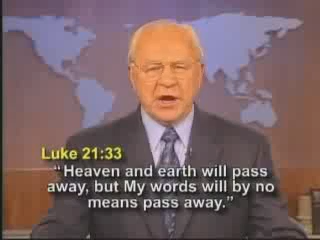 Luke 21:33
“Heaven and earth will pass
away, but My words will by no
means pass away.”